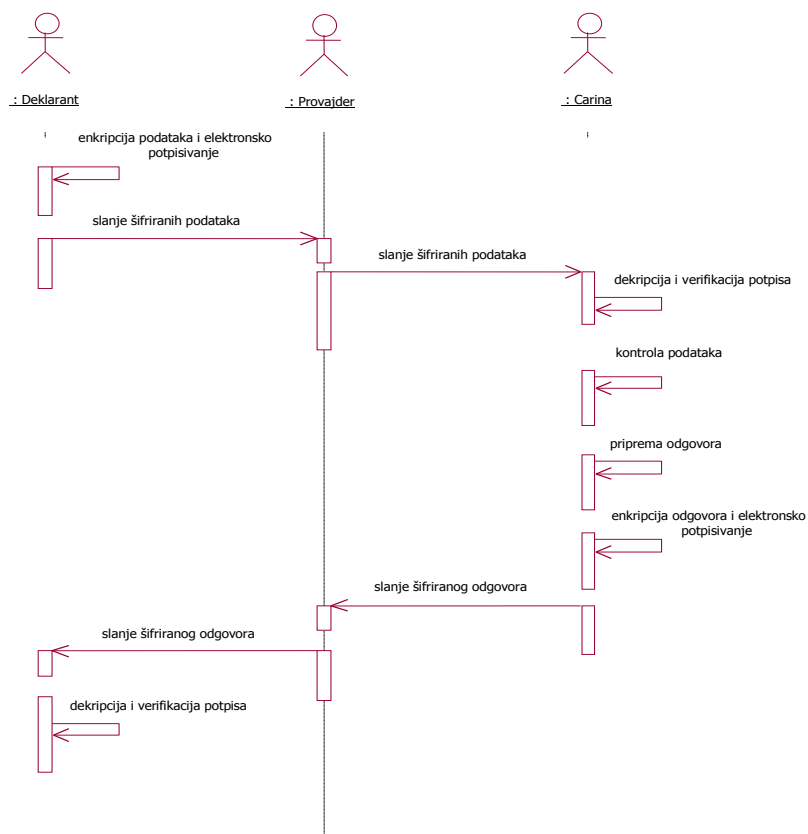 : Deklarant
: Provajder
: Carina
enkripcija podataka i elektronsko
potpisivanje
slanje šifriranih podataka
slanje šifriranih podataka
dekripcija i verifikacija potpisa
kontrola podataka
priprema odgovora
enkripcija odgovora i elektronsko
potpisivanje
slanje šifriranog odgovora
slanje šifriranog odgovora
dekripcija i verifikacija potpisa